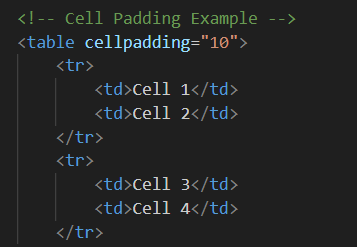 <!-- Cell Padding Example -->
<table cellpadding="10">
    <tr>
        <td>Cell 1</td>
        <td>Cell 2</td>
    </tr>
    <tr>
        <td>Cell 3</td>
        <td>Cell 4</td>
    </tr>